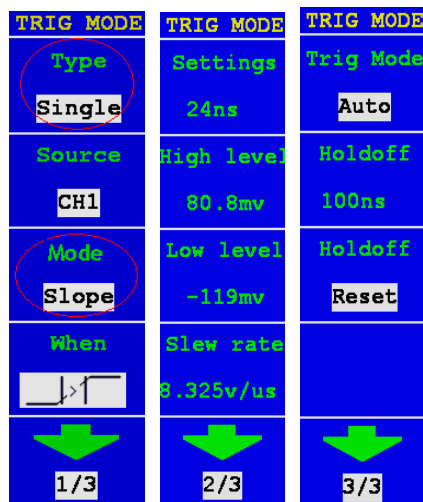 TRIG MODE
Type
Single
Source
CH1
Mode
Slope
When
1/3
TRIG MODE
Settings
24ns
High level
80.8mv
Low level
-119mv
Slew rate
8.325v/us
2/3
TRIG MODE
Trig Mode
Auto
Holdoff
100ns
Holdoff
Reset
3/3